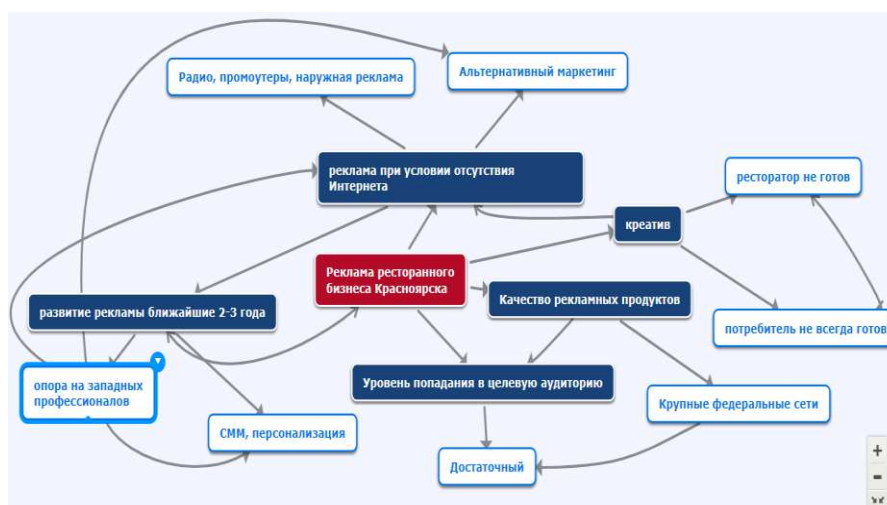 Радио, промоутеры, наружная реклама
Альтернативный маркетинг
реклама при условии отсутствия
Интернета
ресторатор не готов
креатив
Реклама ресторанного
бизнеса Красноярска
Качество рекламных продуктов
развитие рекламы ближайшие 2-3 года
потребитель не всегда готов
опора на западных
профессионалов
Уровень попадания в целевую аудиторию
Крупные федеральные сети
СММ, персонализация
Достаточный